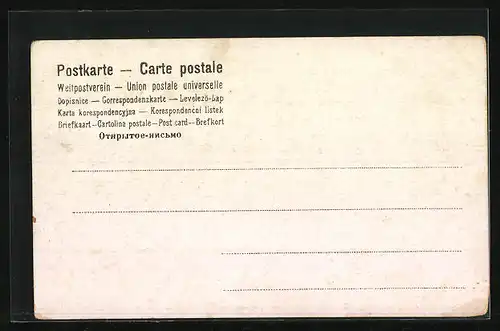 Postkarte — Carte postale
Weltpostverein — Union postale universelle
Dopisnice — Correspondenzkarte — Levelező-Lap
Karta korespondencyjna — Korespondenční lístek
Briefkaart—Cartolina postale—Post card—Brefkort
Открытое-письмо